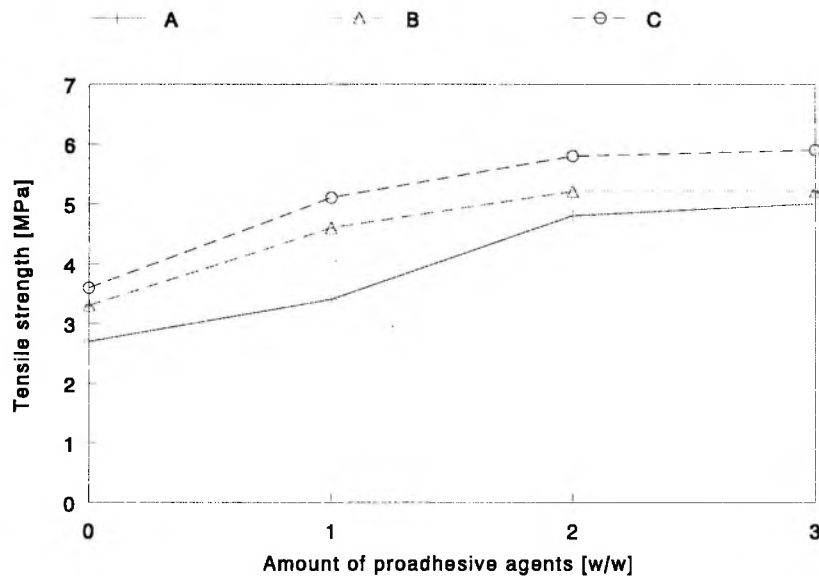 A B C
7
6
5
4
3
2
1
0
Tensile strength [MPa]
0 1 2 3
Amount of proadhesive agents [w/w]